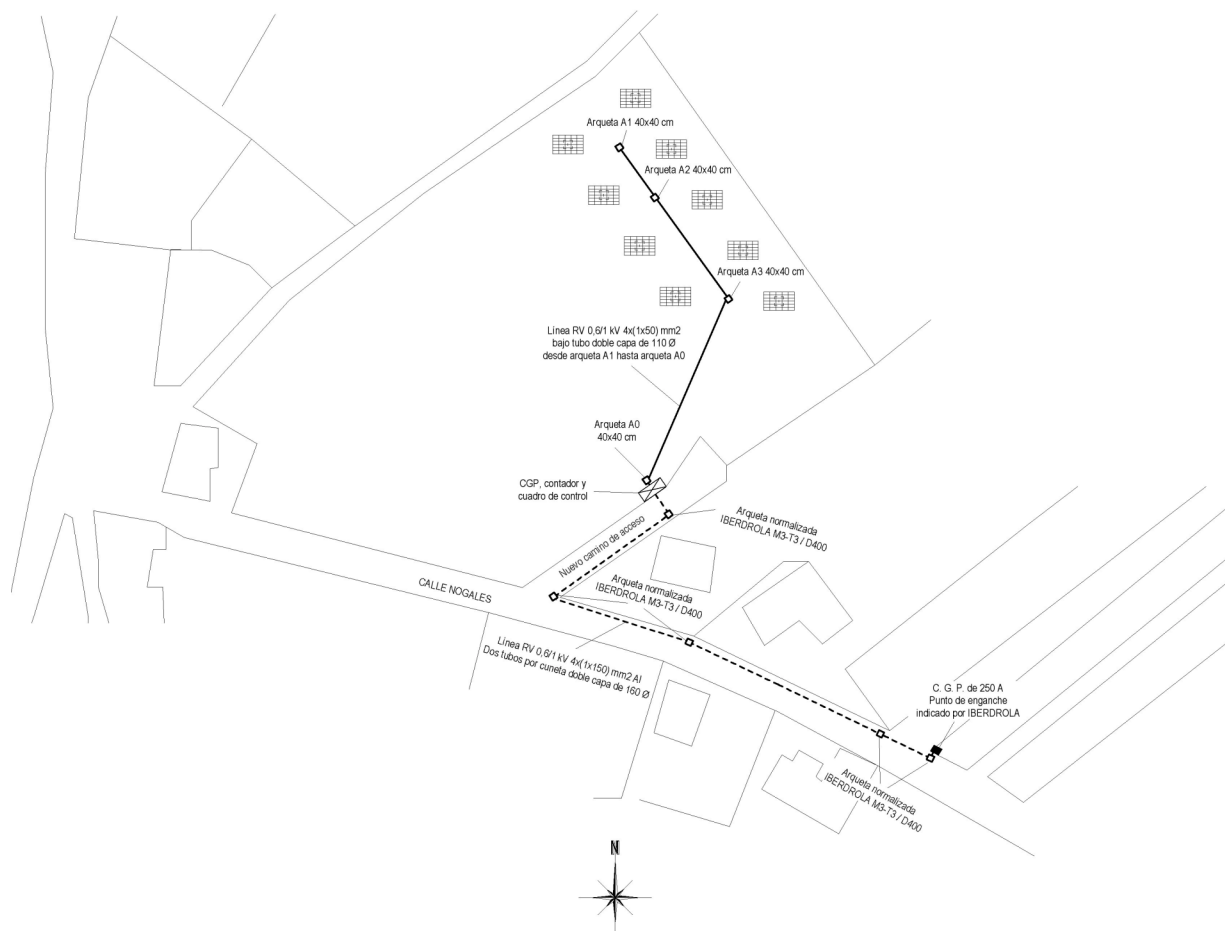 Arqueta A1 40x40 cm
Arqueta A2 40x40 cm
Arqueta A3 40x40 cm
Línea RV 0,6/1 kV 4x(1x50) mm2
bajo tubo doble capa de 110 Ø
desde arqueta A1 hasta arqueta A0
Arqueta A0
40x40 cm
CGP, contador y
cuadro de control
Arqueta normalizada
IBERDROLA M3-T3 / D400
Nuevo camino de acceso
Arqueta normalizada
IBERDROLA M3-T3 / D400
CALLE NOGALES
Línea RV 0,6/1 kV 4x(1x150) mm2 Al
Dos tubos por cuneta doble capa de 160 Ø
C. G. P. de 250 A
Punto de enganche
indicado por IBERDROLA
Arqueta normalizada
IBERDROLA M3-T3 / D400
N